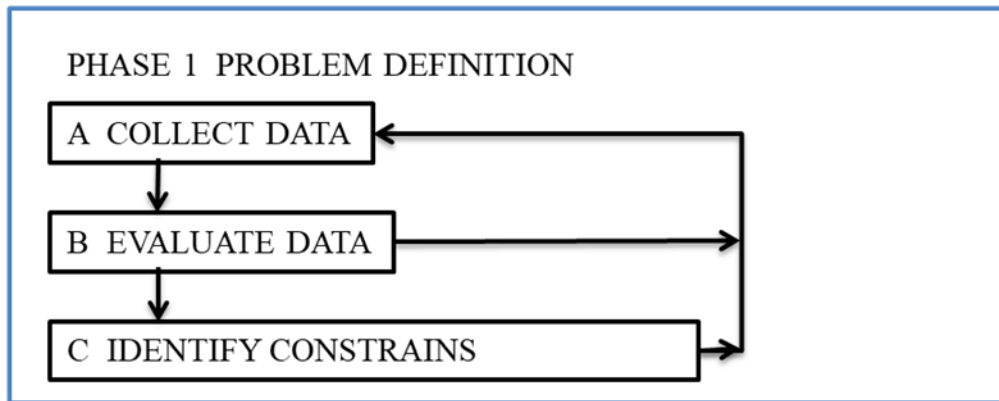 PHASE 1 PROBLEM DEFINITION
A COLLECT DATA
B EVALUATE DATA
C IDENTIFY CONSTRAINS